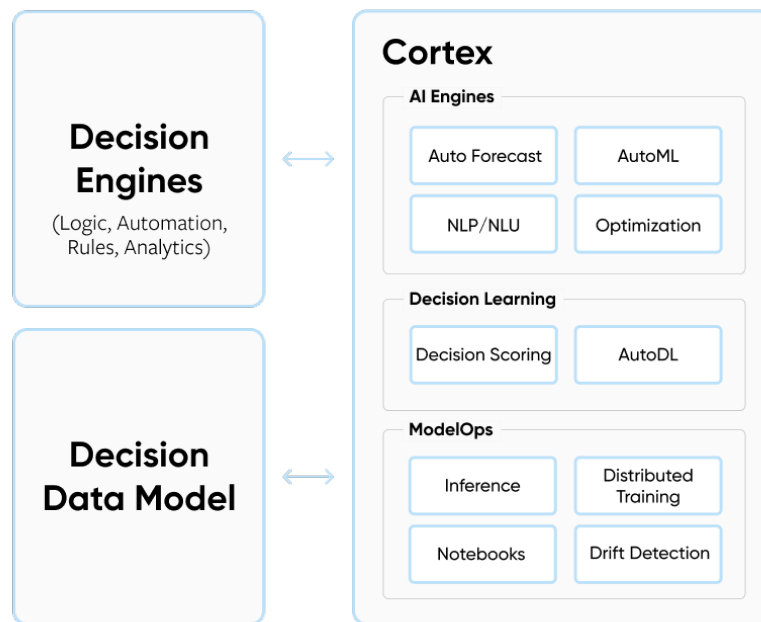 Decision
Engines
(Logic, Automation,
Rules, Analytics)
Decision
Data Model
Cortex
AI Engines
Auto Forecast
AutoML
NLP/NLU
Optimization
Decision Learning
Decision Scoring
AutoDL
ModelOps
Inference
Distributed
Training
Notebooks
Drift Detection